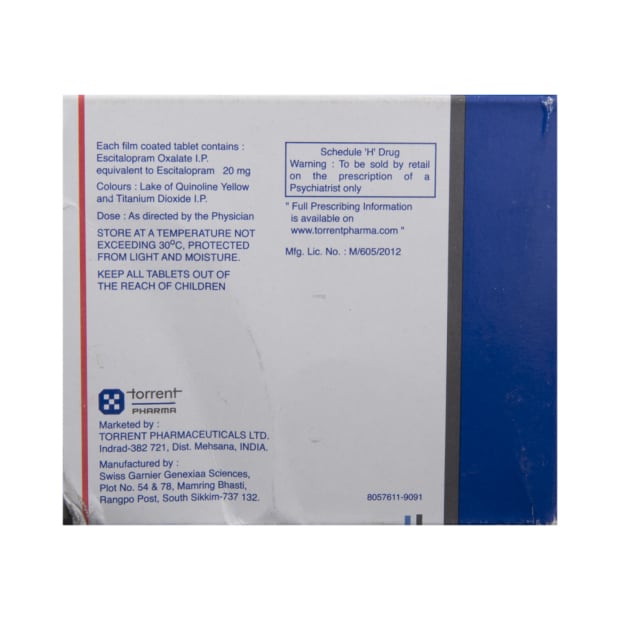 Each film coated tablet contains :
Escitalopram Oxalate I.P.
equivalent to Escitalopram 20 mg
Colours : Lake of Quinoline Yellow
and Titanium Dioxide I.P.
Dose : As directed by the Physician
STORE AT A TEMPERATURE NOT
EXCEEDING 30°C, PROTECTED
FROM LIGHT AND MOISTURE.
KEEP ALL TABLETS OUT OF
THE REACH OF CHILDREN
Schedule 'H' Drug
Warning : To be sold by retail
on the prescription of a
Psychiatrist only
" Full Prescribing Information
is available on
www.torrentpharma.com "
Mfg. Lic. No. : M/605/2012
torrent
PHARMA
Marketed by :
TORRENT PHARMACEUTICALS LTD.
Indrad-382 721, Dist. Mehsana, INDIA.
Manufactured by :
Swiss Garnier Genexiaa Sciences,
Plot No. 54 & 78, Mamring Bhasti,
Rangpo Post, South Sikkim-737 132.
8057611-9091